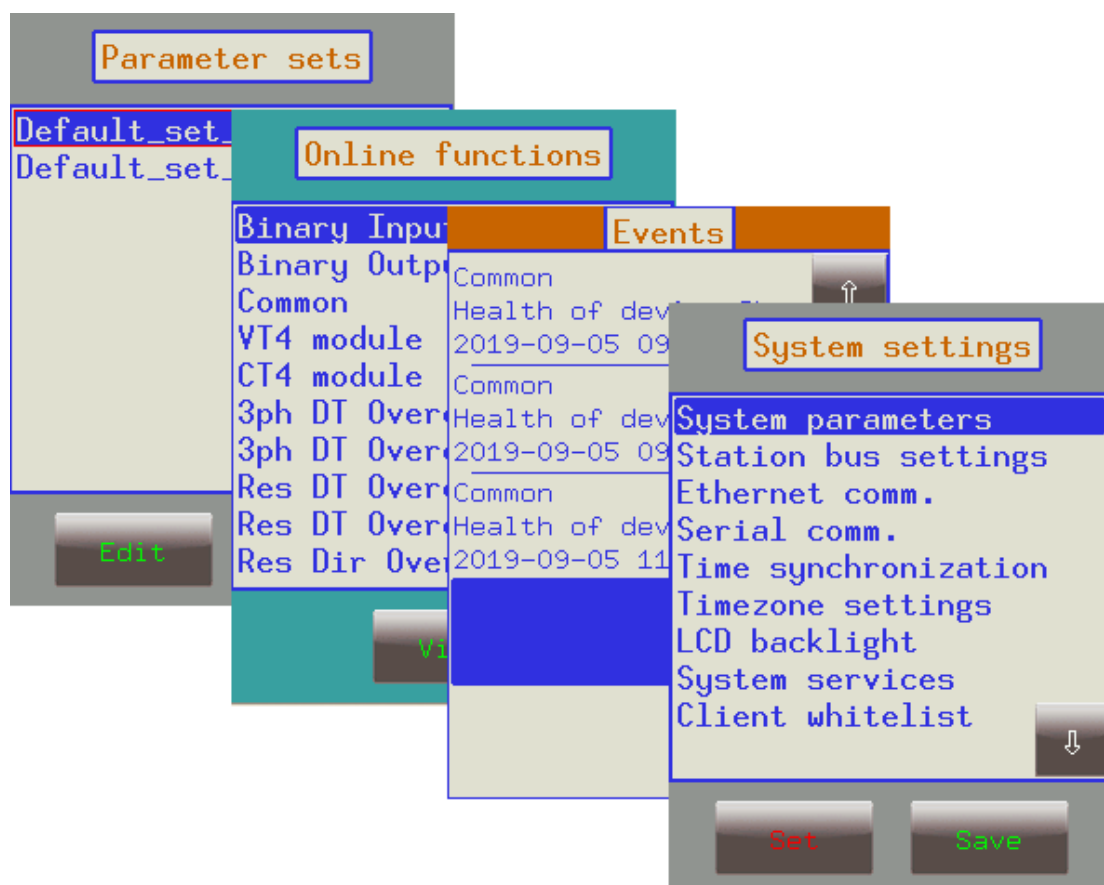 Parameter sets
Default_set_
Default_set_
Edit
Online functions
Binary Inpu
Binary Outp
Common
VT4 module
CT4 module
3ph DT Over
3ph DT Over
Res DT Over
Res DT Over
Res Dir Ove
Vi
Events
Common
Health of dev
2019-09-05 09
Common
Health of dev
2019-09-05 09
Common
Health of dev
2019-09-05 11
System settings
System parameters
Station bus settings
Ethernet comm.
Serial comm.
Time synchronization
Timezone settings
LCD backlight
System services
Client whitelist
Set
Save